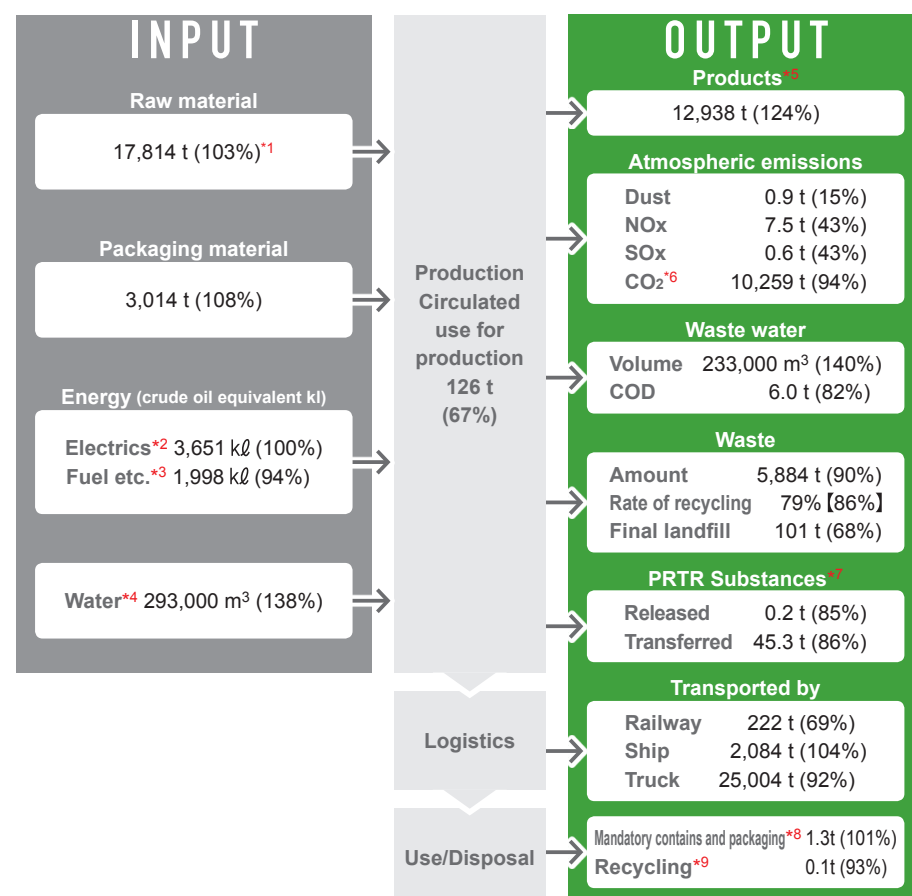 INPUT
Raw material
17,814 t (103%)*1
Packaging material
3,014 t (108%)
Energy (crude oil equivalent kl)
Electrics*2 3,651 kℓ (100%)
Fuel etc.*3 1,998 kℓ (94%)
Water*4 293,000 m³ (138%)
Production
Circulated
use for
production
126 t
(67%)
Logistics
Use/Disposal
OUTPUT
Products*5
12,938 t (124%)
Atmospheric emissions
Dust 0.9 t (15%)
NOx 7.5 t (43%)
SOx 0.6 t (43%)
CO₂*6 10,259 t (94%)
Waste water
Volume 233,000 m³ (140%)
COD 6.0 t (82%)
Waste
Amount 5,884 t (90%)
Rate of recycling 79%【86%】
Final landfill 101 t (68%)
PRTR Substances*7
Released 0.2 t (85%)
Transferred 45.3 t (86%)
Transported by
Railway 222 t (69%)
Ship 2,084 t (104%)
Truck 25,004 t (92%)
Mandatory contains and packaging*8 1.3t (101%)
Recycling*9 0.1t (93%)